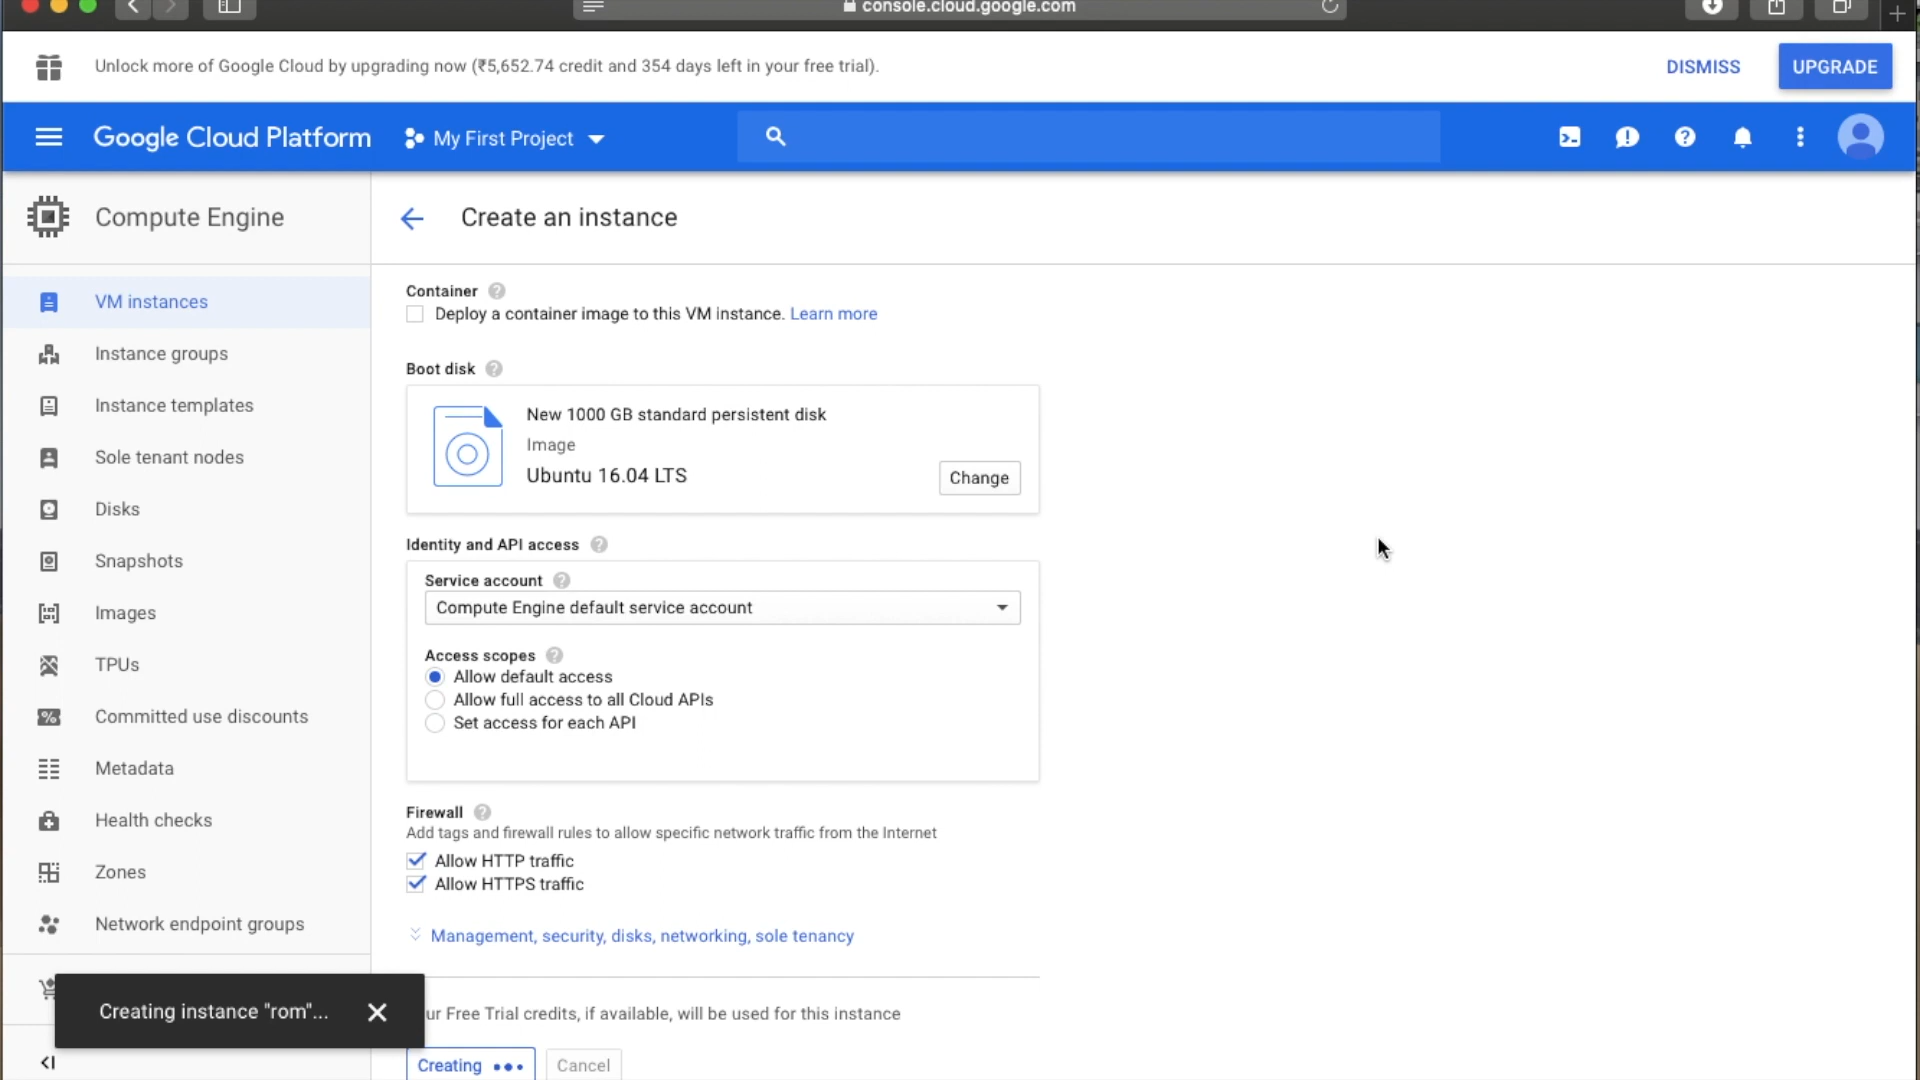 console.cloud.google.com
Unlock more of Google Cloud by upgrading now (₹5,652.74 credit and 354 days left in your free trial).
DISMISS
UPGRADE
Google Cloud Platform
My First Project
Compute Engine
Create an instance
VM instances
Instance groups
Instance templates
Sole tenant nodes
Disks
Snapshots
Images
TPUs
Committed use discounts
Metadata
Health checks
Zones
Network endpoint groups
Container
Deploy a container image to this VM instance. Learn more
Boot disk
New 1000 GB standard persistent disk
Image
Ubuntu 16.04 LTS
Change
Identity and API access
Service account
Compute Engine default service account
Access scopes
Allow default access
Allow full access to all Cloud APIs
Set access for each API
Firewall
Add tags and firewall rules to allow specific network traffic from the Internet
Allow HTTP traffic
Allow HTTPS traffic
Management, security, disks, networking, sole tenancy
Creating instance "rom"...
ur Free Trial credits, if available, will be used for this instance
Creating
Cancel